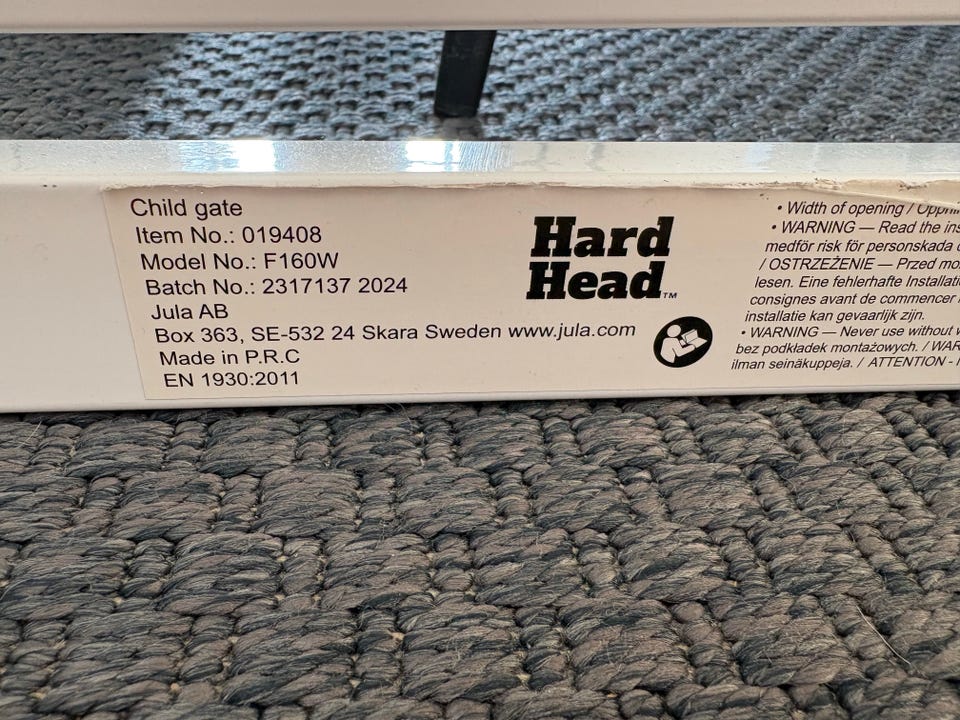 Child gate
Item No.: 019408
Model No.: F160W
Batch No.: 2317137 2024
Jula AB
Box 363, SE-532 24 Skara Sweden www.jula.com
Made in P.R.C
EN 1930:2011
Hard
Head™
• Width of opening /
• WARNING — Read the
medför risk för personskada
/ OSTRZEŻENIE — Przed
lesen. Eine fehlerhafte
consignes avant de commencer
installatie kan gevaarlijk zijn.
• WARNING — Never use without
bez podkładek montażowych. /
ilman seinäkuppeja. / ATTENTION -